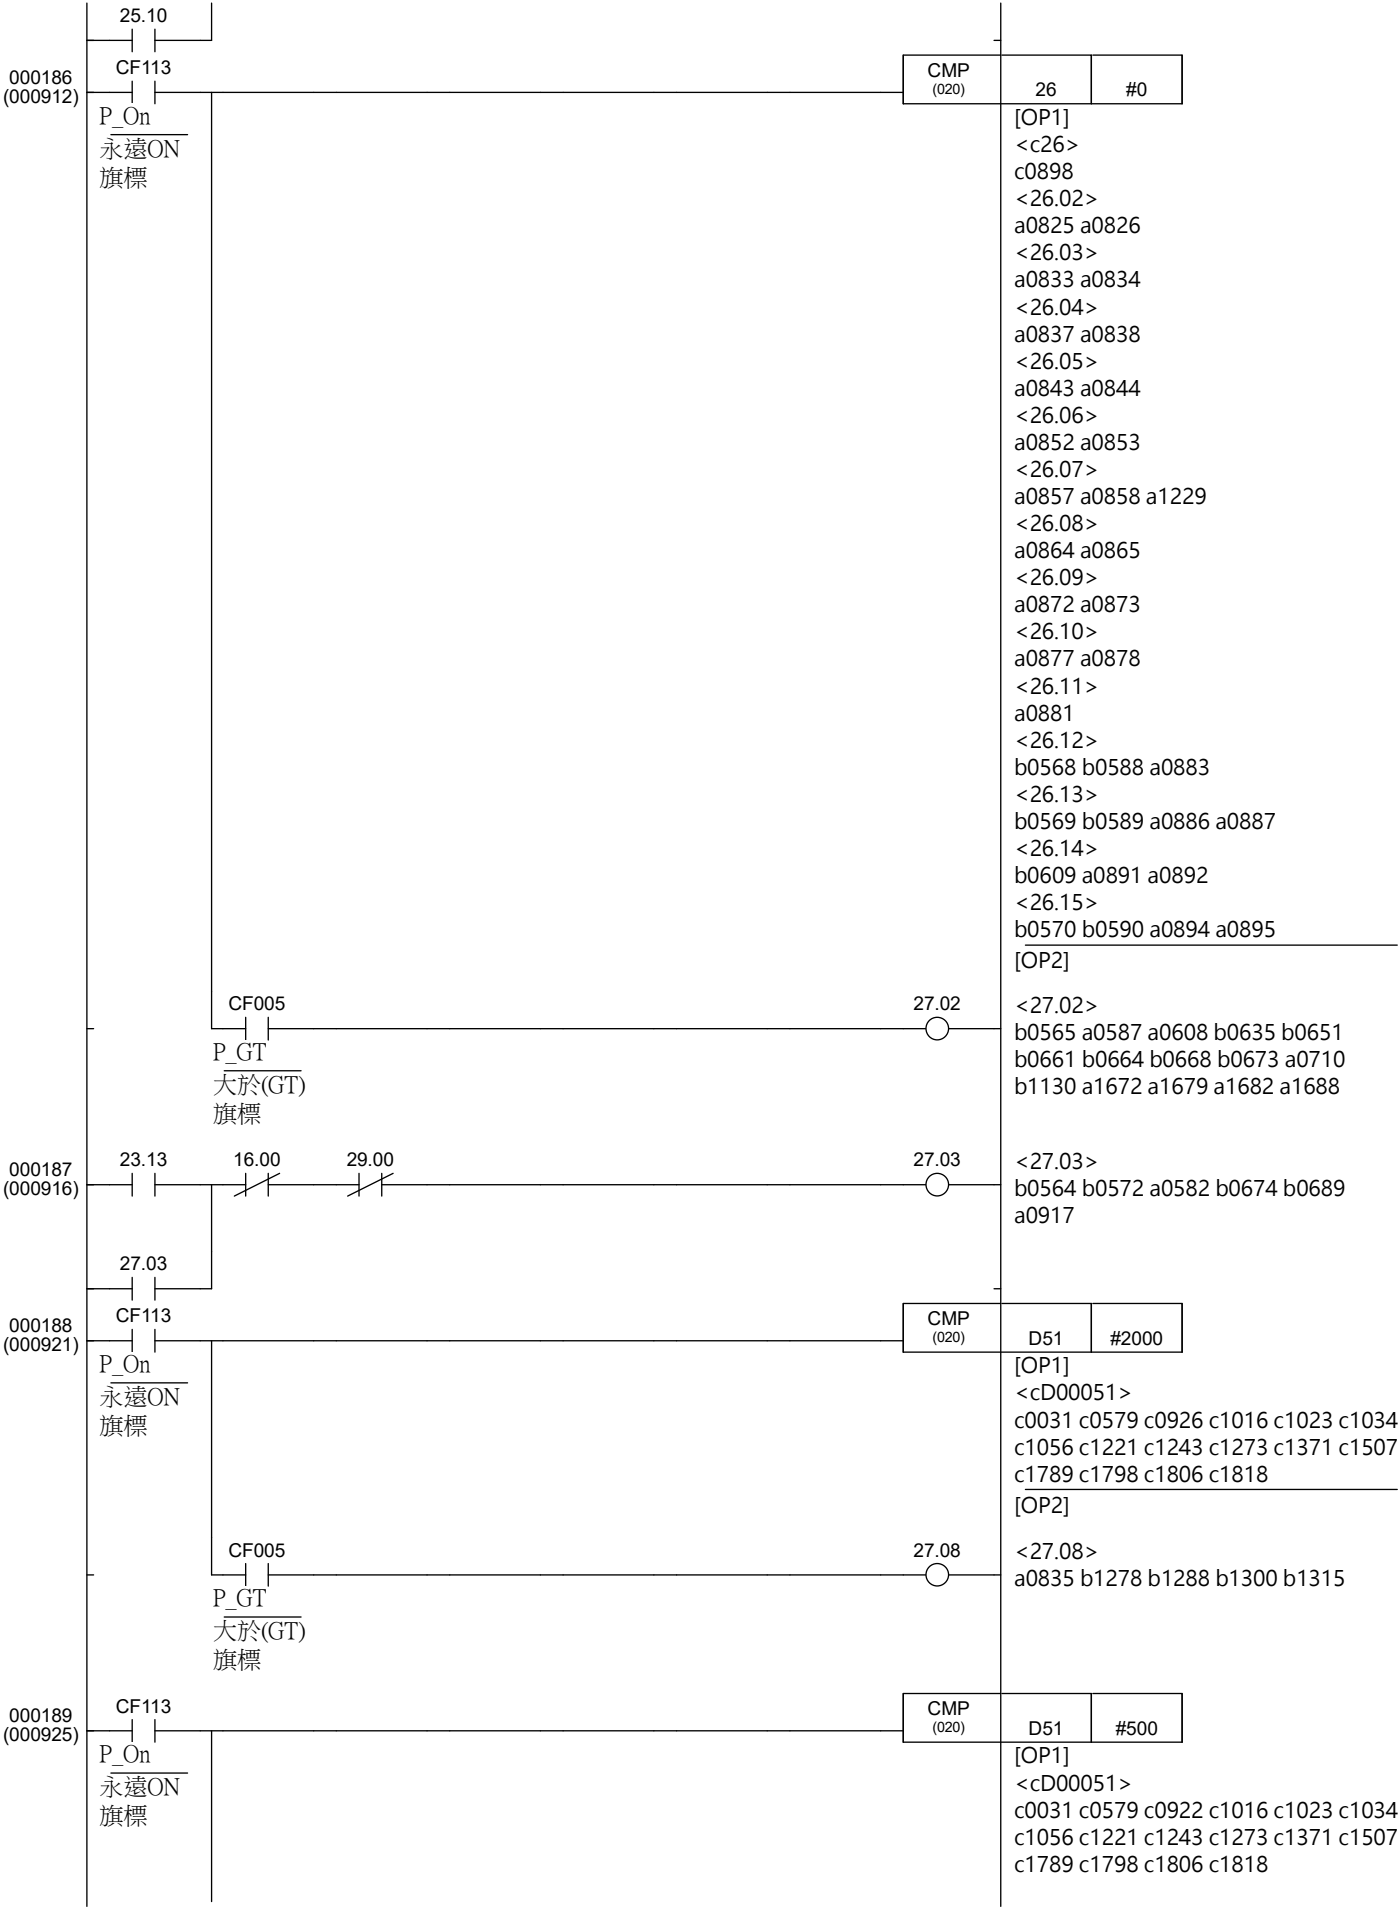 25.10
000186
(000912)
CF113
P_On
永遠ON
旗標
CMP
(020)
26
#0
[OP1]
<c26>
c0898
<26.02>
a0825 a0826
<26.03>
a0833 a0834
<26.04>
a0837 a0838
<26.05>
a0843 a0844
<26.06>
a0852 a0853
<26.07>
a0857 a0858 a1229
<26.08>
a0864 a0865
<26.09>
a0872 a0873
<26.10>
a0877 a0878
<26.11>
a0881
<26.12>
b0568 b0588 a0883
<26.13>
b0569 b0589 a0886 a0887
<26.14>
b0609 a0891 a0892
<26.15>
b0570 b0590 a0894 a0895
[OP2]
CF005
P_GT
大於(GT)
旗標
27.02
<27.02>
b0565 a0587 a0608 b0635 b0651
b0661 b0664 b0668 b0673 a0710
b1130 a1672 a1679 a1682 a1688
000187
(000916)
23.13
16.00
29.00
27.03
<27.03>
b0564 b0572 a0582 b0674 b0689
a0917
27.03
000188
(000921)
CF113
P_On
永遠ON
旗標
CMP
(020)
D51
#2000
[OP1]
<cD00051>
c0031 c0579 c0926 c1016 c1023 c1034
c1056 c1221 c1243 c1273 c1371 c1507
c1789 c1798 c1806 c1818
[OP2]
CF005
P_GT
大於(GT)
旗標
27.08
<27.08>
a0835 b1278 b1288 b1300 b1315
000189
(000925)
CF113
P_On
永遠ON
旗標
CMP
(020)
D51
#500
[OP1]
<cD00051>
c0031 c0579 c0922 c1016 c1023 c1034
c1056 c1221 c1243 c1273 c1371 c1507
c1789 c1798 c1806 c1818